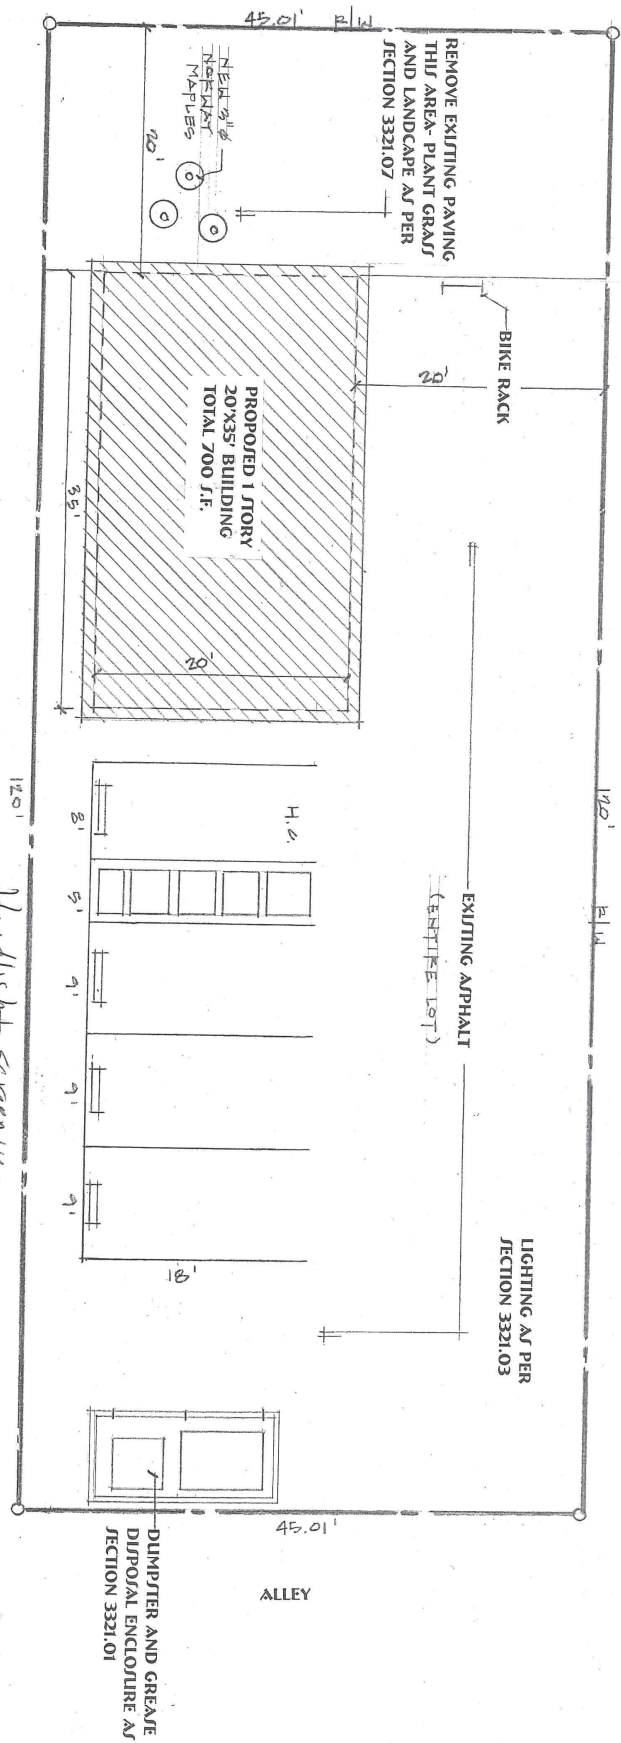 45.01' R/W
REMOVE EXISTING PAVING
THIS AREA- PLANT GRASS
AND LANDSCAPE AS PER
SECTION 3321.07
NEW 3"ø
NORWAY
MAPLES
20'
BIKE RACK
20'
PROPOSED 1 STORY
20'X35' BUILDING
TOTAL 700 S.F.
35'
20'
120'
120' R/W
H.C.
8'
5'
9'
9'
9'
18'
EXISTING ASPHALT
(ENTIRE LOT)
LIGHTING AS PER
SECTION 3321.03
45.01'
ALLEY
DUMPSTER AND GREASE
DISPOSAL ENCLOSURE AS
SECTION 3321.01